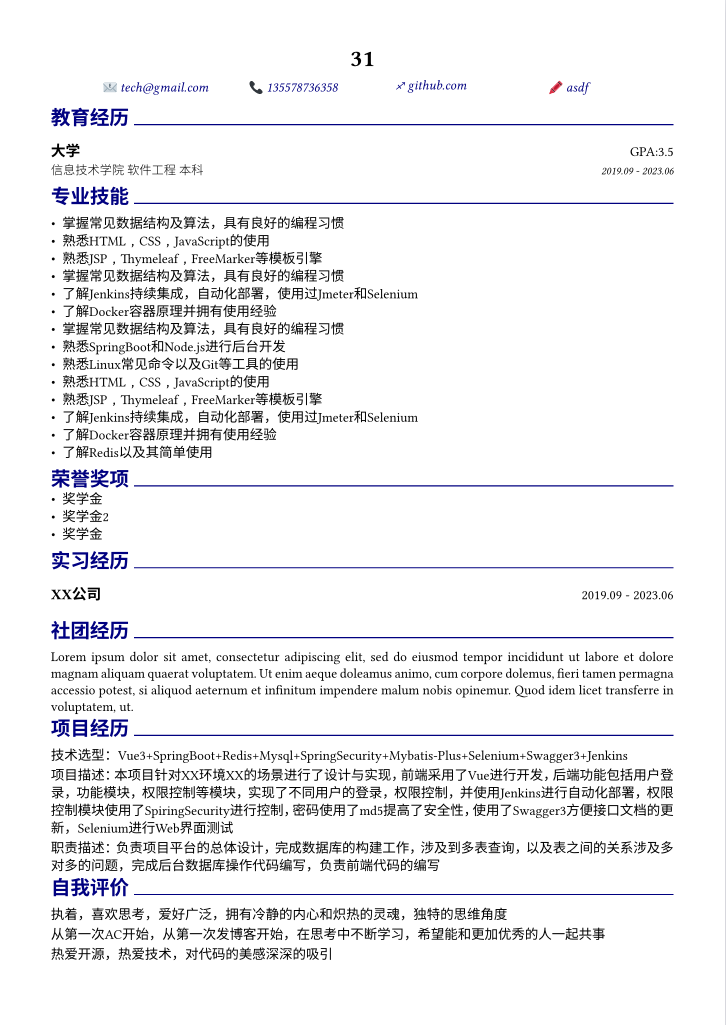 31
tech@gmail.com 135578736358 github.com asdf
教育经历
大学 GPA:3.5
信息技术学院 软件工程 本科 2019.09 - 2023.06
专业技能
• 掌握常见数据结构及算法，具有良好的编程习惯
• 熟悉HTML，CSS，JavaScript的使用
• 熟悉JSP，Thymeleaf，FreeMarker等模板引擎
• 掌握常见数据结构及算法，具有良好的编程习惯
• 了解Jenkins持续集成，自动化部署，使用过Jmeter和Selenium
• 了解Docker容器原理并拥有使用经验
• 掌握常见数据结构及算法，具有良好的编程习惯
• 熟悉SpringBoot和Node.js进行后台开发
• 熟悉Linux常见命令以及Git等工具的使用
• 熟悉HTML，CSS，JavaScript的使用
• 熟悉JSP，Thymeleaf，FreeMarker等模板引擎
• 了解Jenkins持续集成，自动化部署，使用过Jmeter和Selenium
• 了解Docker容器原理并拥有使用经验
• 了解Redis以及其简单使用
荣誉奖项
• 奖学金
• 奖学金2
• 奖学金
实习经历
XX公司 2019.09 - 2023.06
社团经历
Lorem ipsum dolor sit amet, consectetur adipiscing elit, sed do eiusmod tempor incididunt ut labore et dolore
magnam aliquam quaerat voluptatem. Ut enim aeque doleamus animo, cum corpore dolemus, fieri tamen permagna
accessio potest, si aliquod aeternum et infinitum impendere malum nobis opinemur. Quod idem licet transferre in
voluptatem, ut.
项目经历
技术选型：Vue3+SpringBoot+Redis+Mysql+SpringSecurity+Mybatis-Plus+Selenium+Swagger3+Jenkins
项目描述：本项目针对XX环境XX的场景进行了设计与实现，前端采用了Vue进行开发，后端功能包括用户登
录，功能模块，权限控制等模块，实现了不同用户的登录，权限控制，并使用Jenkins进行自动化部署，权限
控制模块使用了SpiringSecurity进行控制，密码使用了md5提高了安全性，使用了Swagger3方便接口文档的更
新，Selenium进行Web界面测试
职责描述：负责项目平台的总体设计，完成数据库的构建工作，涉及到多表查询，以及表之间的关系涉及多
对多的问题，完成后台数据库操作代码编写，负责前端代码的编写
自我评价
执着，喜欢思考，爱好广泛，拥有冷静的内心和炽热的灵魂，独特的思维角度
从第一次AC开始，从第一次发博客开始，在思考中不断学习，希望能和更加优秀的人一起共事
热爱开源，热爱技术，对代码的美感深深的吸引